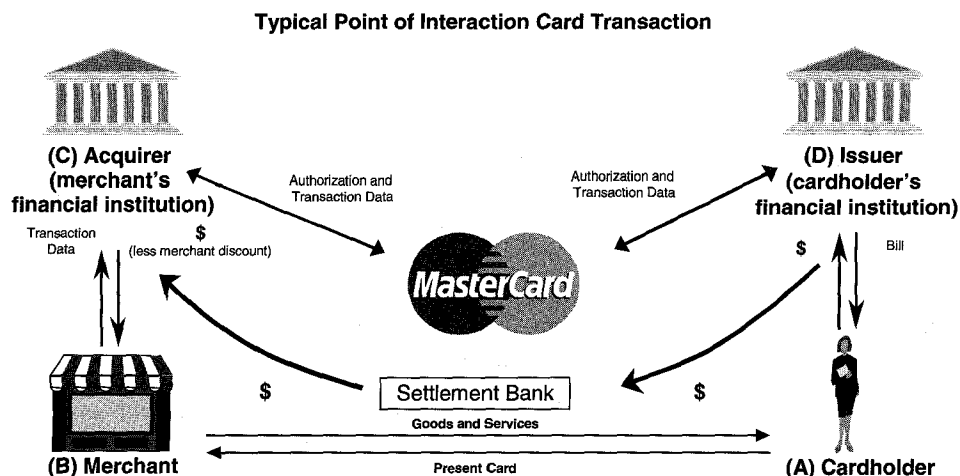 Typical Point of Interaction Card Transaction
(C) Acquirer
(merchant's
financial institution)
(D) Issuer
(cardholder's
financial institution)
Authorization and
Transaction Data
Authorization and
Transaction Data
Transaction
Data
$
(less merchant discount)
$
Bill
MasterCard
$
Settlement Bank
$
Goods and Services
Present Card
(B) Merchant
(A) Cardholder